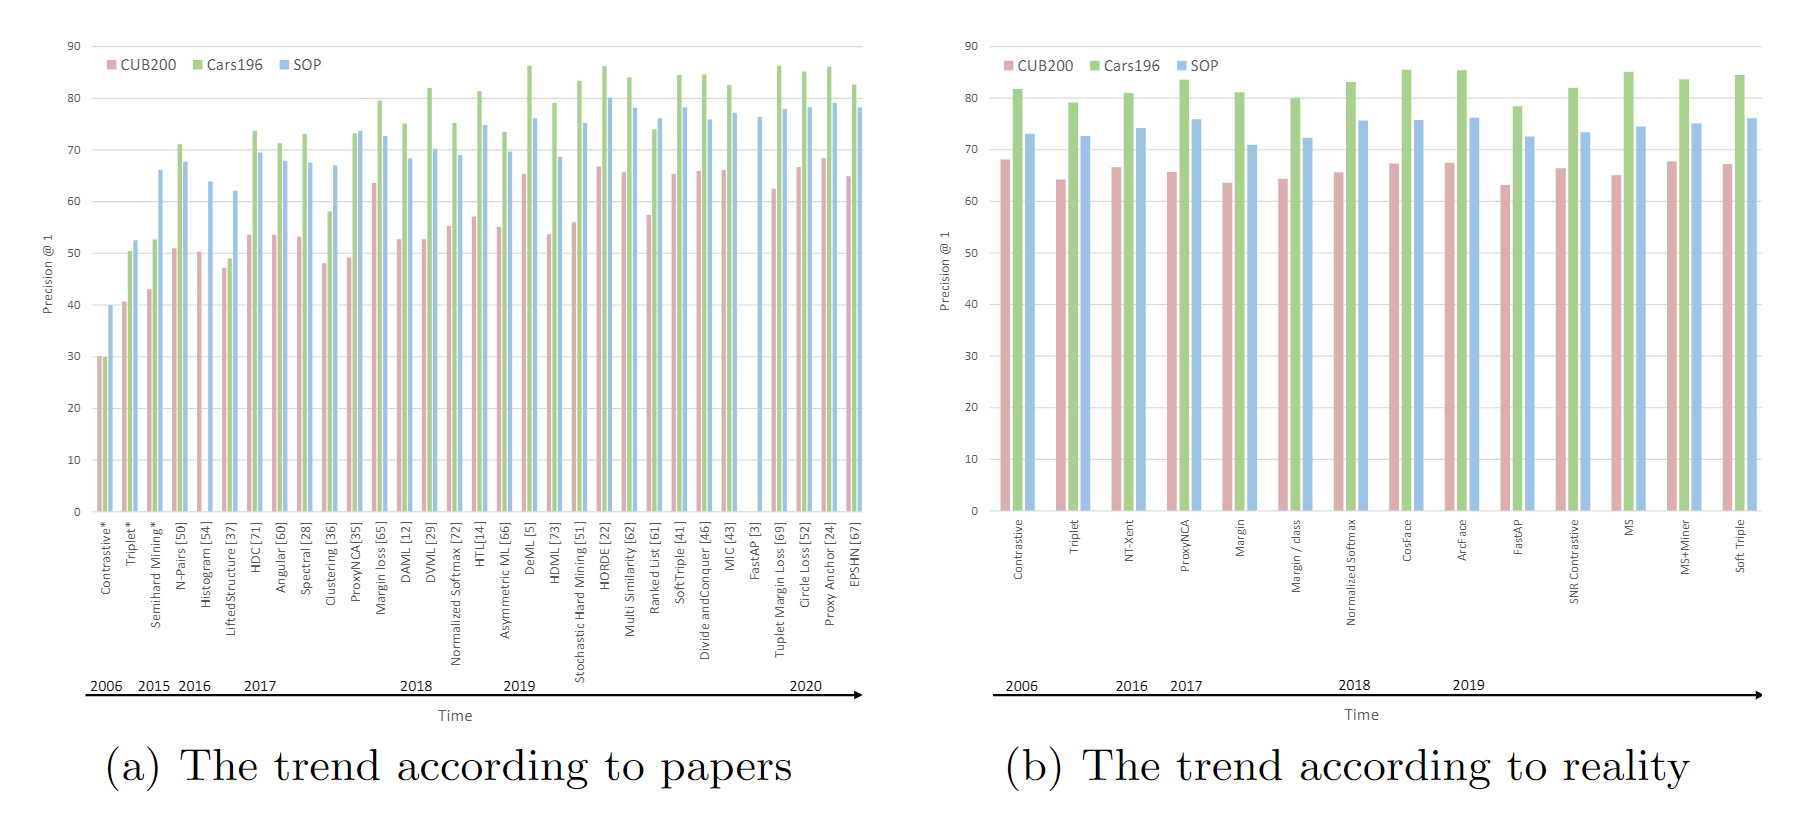 90
80
70
60
50
40
30
20
10
0
Precision @ 1
CUB200 Cars196 SOP
Contrastive*
Triplet*
Semihard Mining*
N-Pairs [50]
Histogram [54]
LiftedStructure [37]
HDC [71]
Angular [60]
Spectral [28]
Clustering [36]
ProxyNCA[35]
Margin loss [65]
DAML [12]
DVML [29]
Normalized Softmax [72]
HTL[14]
Asymmetric ML [66]
DeML [5]
HDML [73]
Stochastic Hard Mining [51]
HORDE [22]
Multi Similarity [62]
Ranked List [61]
SoftTriple [41]
Divide andConquer [46]
MIC [43]
FastAP [3]
Tuplet Margin Loss [69]
Circle Loss [52]
Proxy Anchor [24]
EPSHN [67]
2006 2015 2016 2017 2018 2019 2020
Time
(a) The trend according to papers
90
80
70
60
50
40
30
20
10
0
Precision @ 1
CUB200 Cars196 SOP
Contrastive
Triplet
NT-Xent
ProxyNCA
Margin
Margin / class
Normalized Softmax
CosFace
ArcFace
FastAP
SNR Contrastive
MS
MS+Miner
Soft Triple
2006 2016 2017 2018 2019
Time
(b) The trend according to reality